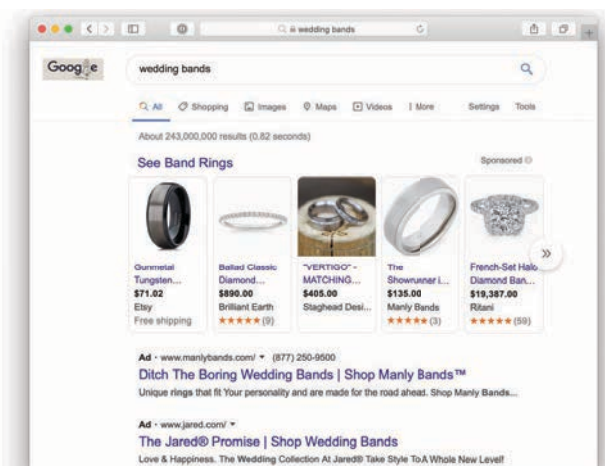 wedding bands
Google
wedding bands
All Shopping Images Maps Videos More Settings Tools
About 243,000,000 results (0.82 seconds)
See Band Rings
Sponsored
Gunmetal
Tungsten...
$71.02
Etsy
Free shipping
Ballad Classic
Diamond...
$890.00
Brilliant Earth
(9)
"VERTIGO" -
MATCHING...
$405.00
Staghead Desi...
The
Showrunner i...
$135.00
Manly Bands
(3)
French-Set Halo
Diamond Ban...
$19,387.00
Ritani
(59)
Ad · www.manlybands.com/ (877) 250-9500
Ditch The Boring Wedding Bands | Shop Manly Bands™
Unique rings that fit Your personality and are made for the road ahead. Shop Manly Bands...
Ad · www.jared.com/
The Jared® Promise | Shop Wedding Bands
Love & Happiness. The Wedding Collection At Jared® Take Style To A Whole New Level!